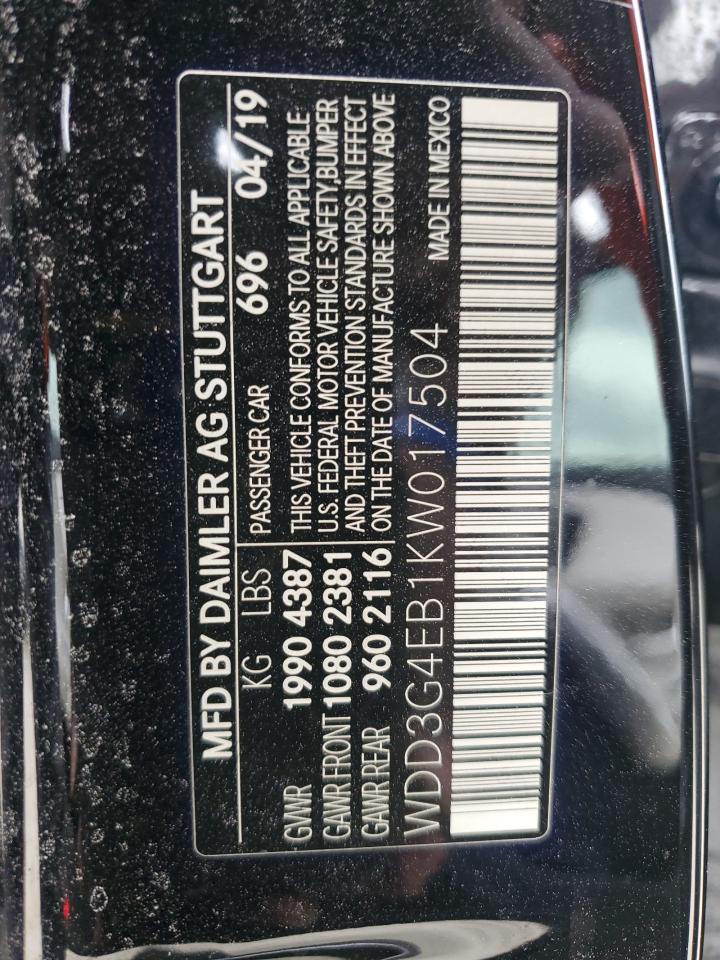 MFD BY DAIMLER AG STUTTGART
KG LBS PASSENGER CAR 696 04/19
GVWR 1990 4387 THIS VEHICLE CONFORMS TO ALL APPLICABLE
GAWR FRONT 1080 2381 U.S. FEDERAL MOTOR VEHICLE SAFETY,BUMPER
AND THEFT PREVENTION STANDARDS IN EFFECT
GAWR REAR 960 2116 ON THE DATE OF MANUFACTURE SHOWN ABOVE
WDD3G4EB1KW017504 MADE IN MEXICO